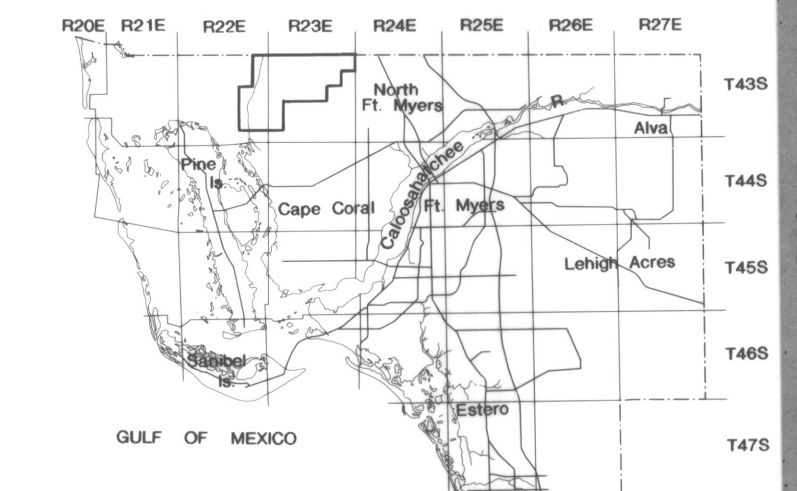 R20E R21E R22E R23E R24E R25E R26E R27E
T43S
North
Ft. Myers
R.
Alva
Pine
Is.
T44S
Caloosahatchee
Cape Coral
Ft. Myers
Lehigh Acres
T45S
Sanibel
Is.
T46S
Estero
GULF OF MEXICO
T47S